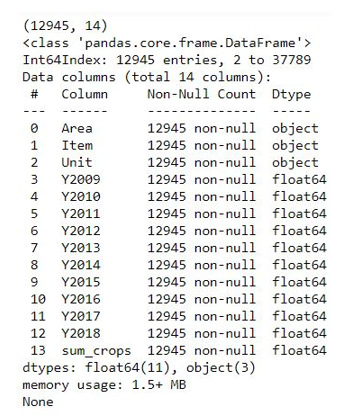 (12945, 14)
<class 'pandas.core.frame.DataFrame'>
Int64Index: 12945 entries, 2 to 37789
Data columns (total 14 columns):
 #   Column     Non-Null Count  Dtype
---  ------     --------------  -----
 0   Area       12945 non-null  object
 1   Item       12945 non-null  object
 2   Unit       12945 non-null  object
 3   Y2009      12945 non-null  float64
 4   Y2010      12945 non-null  float64
 5   Y2011      12945 non-null  float64
 6   Y2012      12945 non-null  float64
 7   Y2013      12945 non-null  float64
 8   Y2014      12945 non-null  float64
 9   Y2015      12945 non-null  float64
 10  Y2016      12945 non-null  float64
 11  Y2017      12945 non-null  float64
 12  Y2018      12945 non-null  float64
 13  sum_crops  12945 non-null  float64
dtypes: float64(11), object(3)
memory usage: 1.5+ MB
None